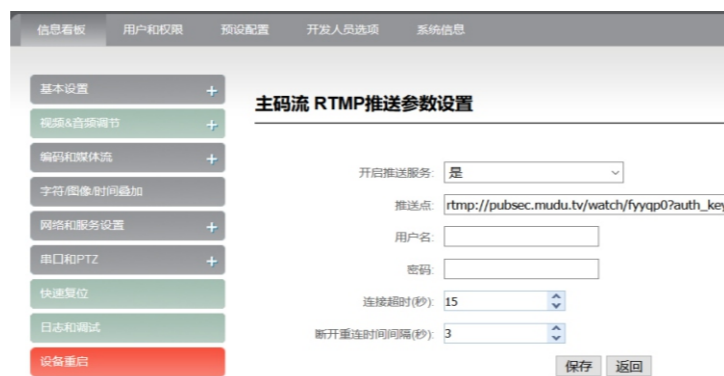 信息看板 用户和权限 预设配置 开发人员选项 系统信息
基本设置
视频&音频调节
编码和媒体流
字符/图像/时间叠加
网络和服务设置
串口和PTZ
快速复位
日志和调试
设备重启
主码流 RTMP推送参数设置
开启推送服务: 是
推送点: rtmp://pubsec.mudu.tv/watch/fyyqp0?auth_key
用户名:
密码:
连接超时(秒): 15
断开重连时间间隔(秒): 3
保存 返回